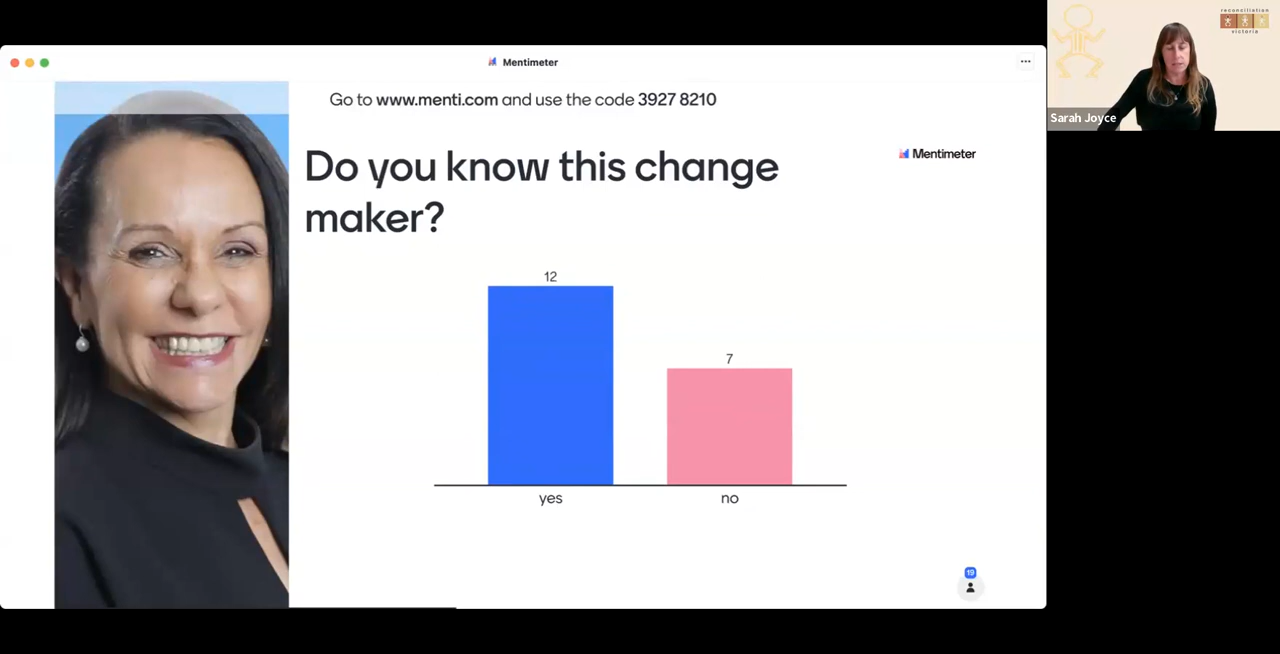 Mentimeter
Go to www.menti.com and use the code 3927 8210
Do you know this change
maker?
Mentimeter
12
7
yes
no
19
reconciliation
victoria
Sarah Joyce